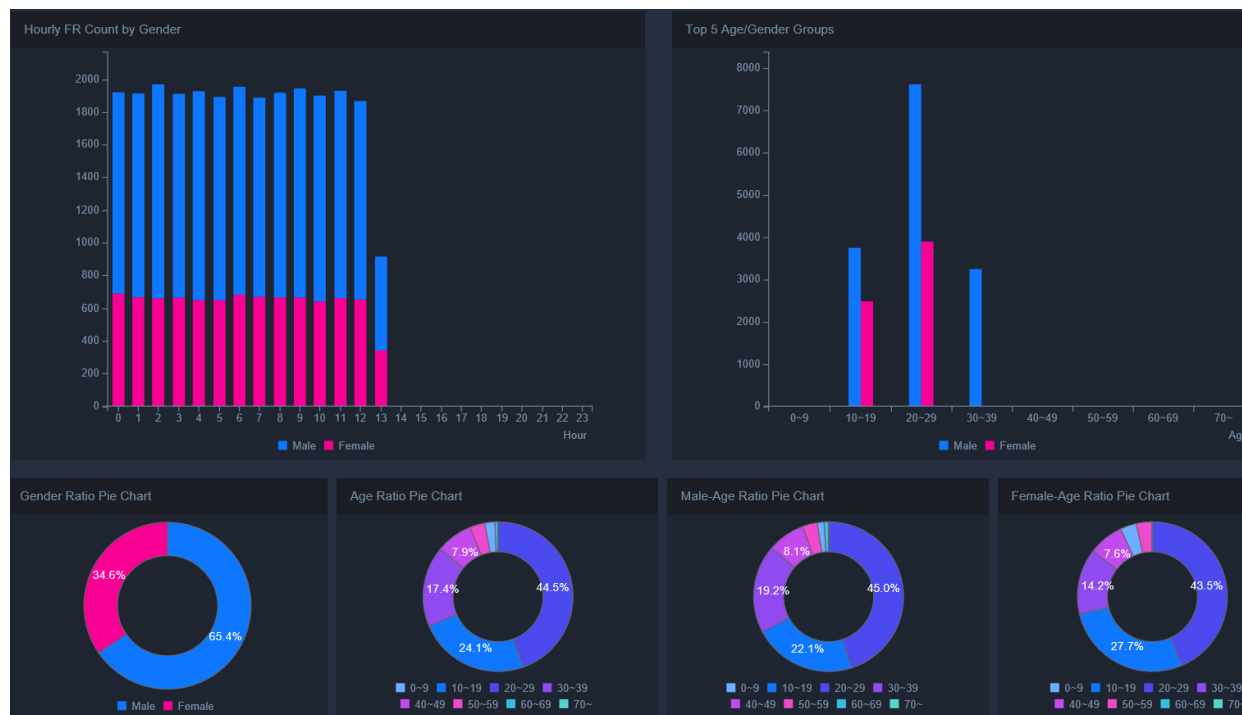 Hourly FR Count by Gender
2000
1800
1600
1400
1200
1000
800
600
400
200
0
0 1 2 3 4 5 6 7 8 9 10 11 12 13 14 15 16 17 18 19 20 21 22 23
Hour
Male Female
Top 5 Age/Gender Groups
8000
7000
6000
5000
4000
3000
2000
1000
0
0~9 10~19 20~29 30~39 40~49 50~59 60~69 70~
Ag
Male Female
Gender Ratio Pie Chart
34.6%
65.4%
Male Female
Age Ratio Pie Chart
7.9%
17.4% 44.5%
24.1%
0~9 10~19 20~29 30~39
40~49 50~59 60~69 70~
Male-Age Ratio Pie Chart
8.1%
19.2% 45.0%
22.1%
0~9 10~19 20~29 30~39
40~49 50~59 60~69 70~
Female-Age Ratio Pie Chart
7.6%
14.2% 43.5%
27.7%
0~9 10~19 20~29 30~39
40~49 50~59 60~69 70~